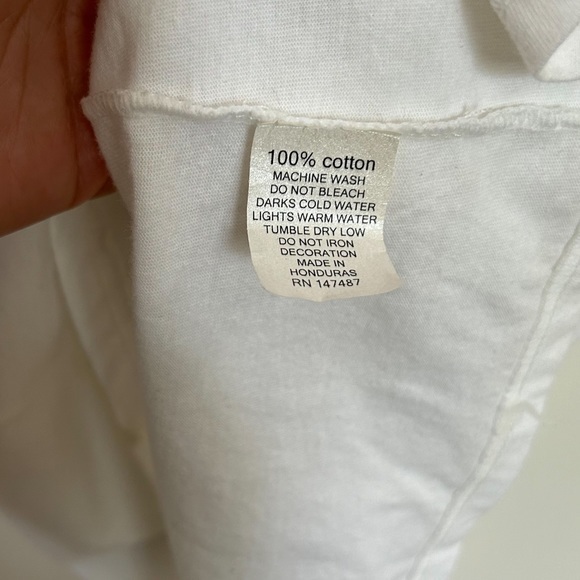 100% cotton
MACHINE WASH
DO NOT BLEACH
DARKS COLD WATER
LIGHTS WARM WATER
TUMBLE DRY LOW
DO NOT IRON
DECORATION
MADE IN
HONDURAS
RN 147487